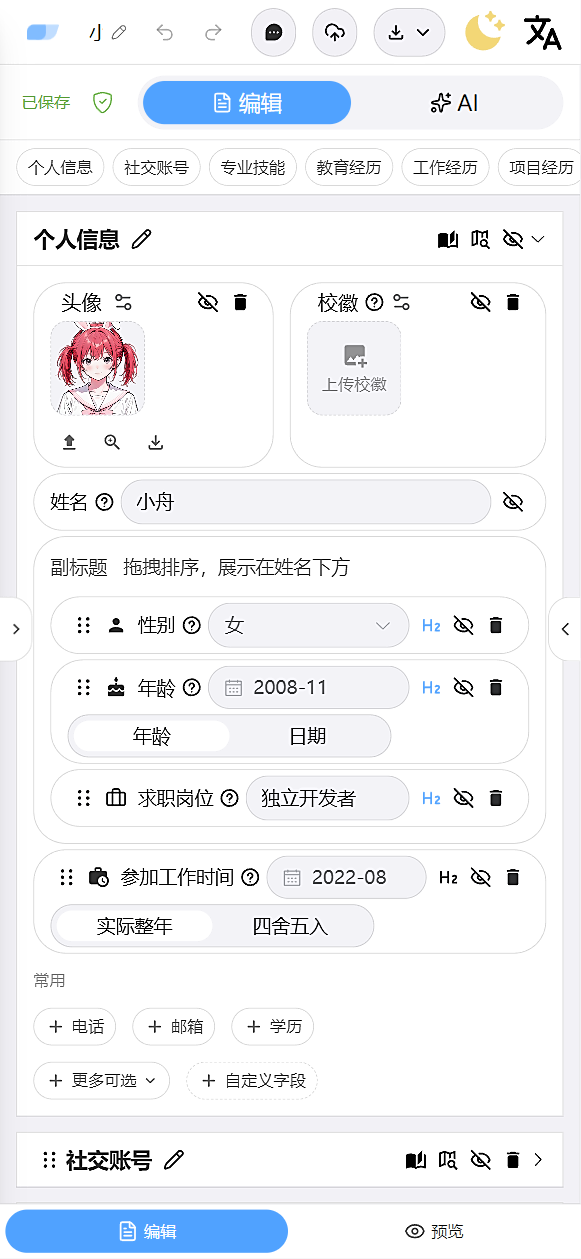 小
已保存
编辑
AI
个人信息
社交账号
专业技能
教育经历
工作经历
项目经历
个人信息
头像
校徽
上传校徽
姓名
小舟
副标题 拖拽排序，展示在姓名下方
性别
女
H2
年龄
2008-11
H2
年龄
日期
求职岗位
独立开发者
H2
参加工作时间
2022-08
H2
实际整年
四舍五入
常用
+ 电话
+ 邮箱
+ 学历
+ 更多可选
+ 自定义字段
社交账号
编辑
预览